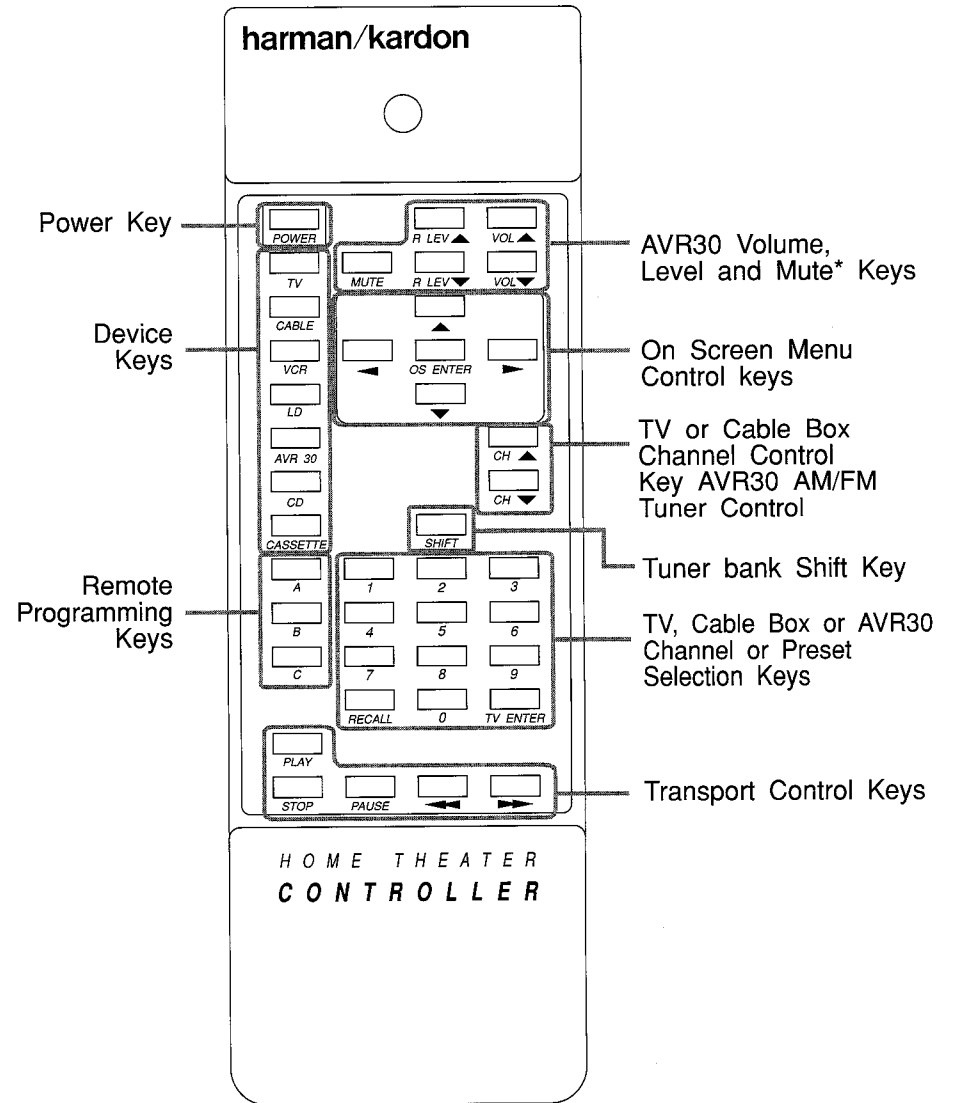 harman/kardon
Power Key
POWER
R LEV ▲ VOL ▲
MUTE R LEV ▼ VOL ▼
AVR30 Volume,
Level and Mute* Keys
Device
Keys
TV
CABLE
VCR
LD
AVR 30
CD
CASSETTE
▲
◄ OS ENTER ►
▼
On Screen Menu
Control keys
CH ▲
CH ▼
TV or Cable Box
Channel Control
Key AVR30 AM/FM
Tuner Control
SHIFT
Tuner bank Shift Key
Remote
Programming
Keys
A
B
C
1 2 3
4 5 6
7 8 9
RECALL 0 TV ENTER
TV, Cable Box or AVR30
Channel or Preset
Selection Keys
PLAY
STOP PAUSE ◄◄ ►►
Transport Control Keys
HOME THEATER
CONTROLLER